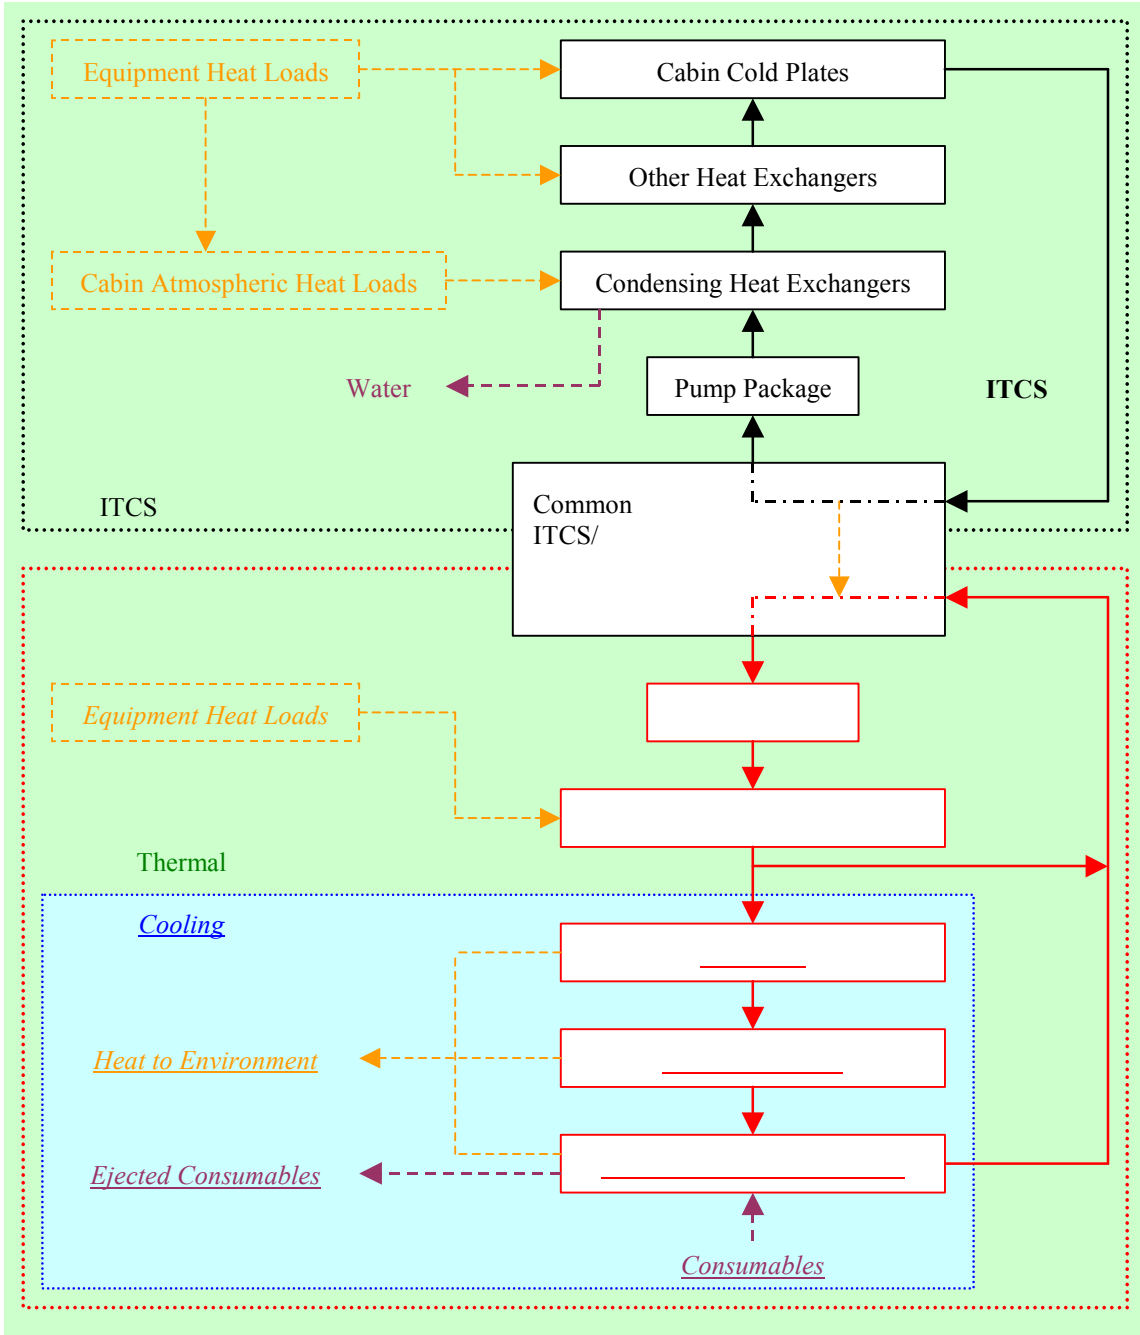 Equipment Heat Loads
Cabin Cold Plates
Other Heat Exchangers
Cabin Atmospheric Heat Loads
Condensing Heat Exchangers
Water
Pump Package
ITCS
ITCS
Common
ITCS/
Equipment Heat Loads
Thermal
Cooling
Heat to Environment
Ejected Consumables
Consumables